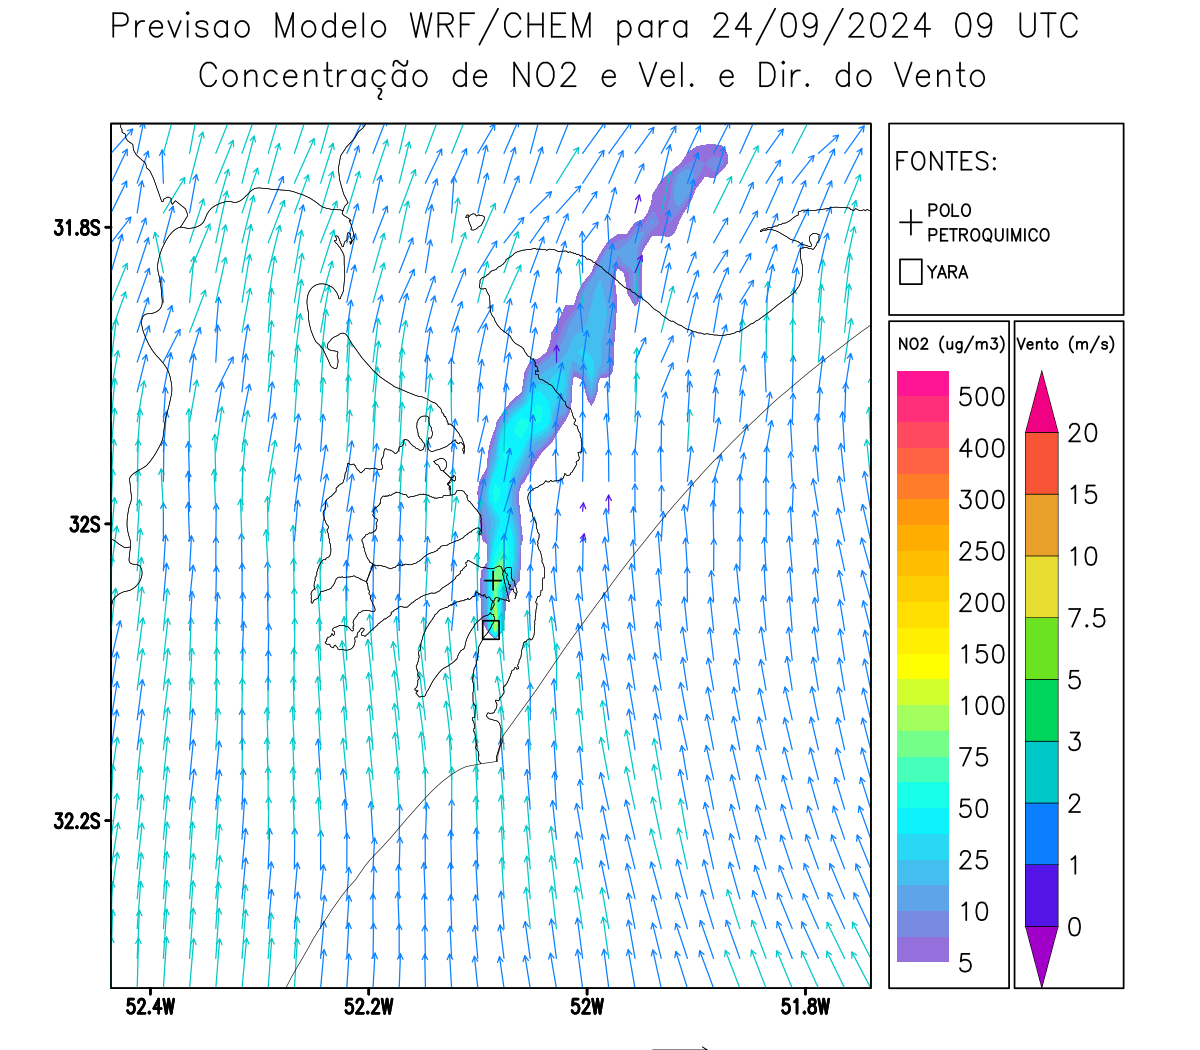 Previsao Modelo WRF/CHEM para 24/09/2024 09 UTC
Concentração de NO2 e Vel. e Dir. do Vento
FONTES:
POLO
PETROQUIMICO
YARA
NO2 (ug/m3)
500
400
300
250
200
150
100
75
50
25
10
5
Vento (m/s)
20
15
10
7.5
5
3
2
1
0
31.8S
32S
32.2S
52.4W
52.2W
52W
51.8W